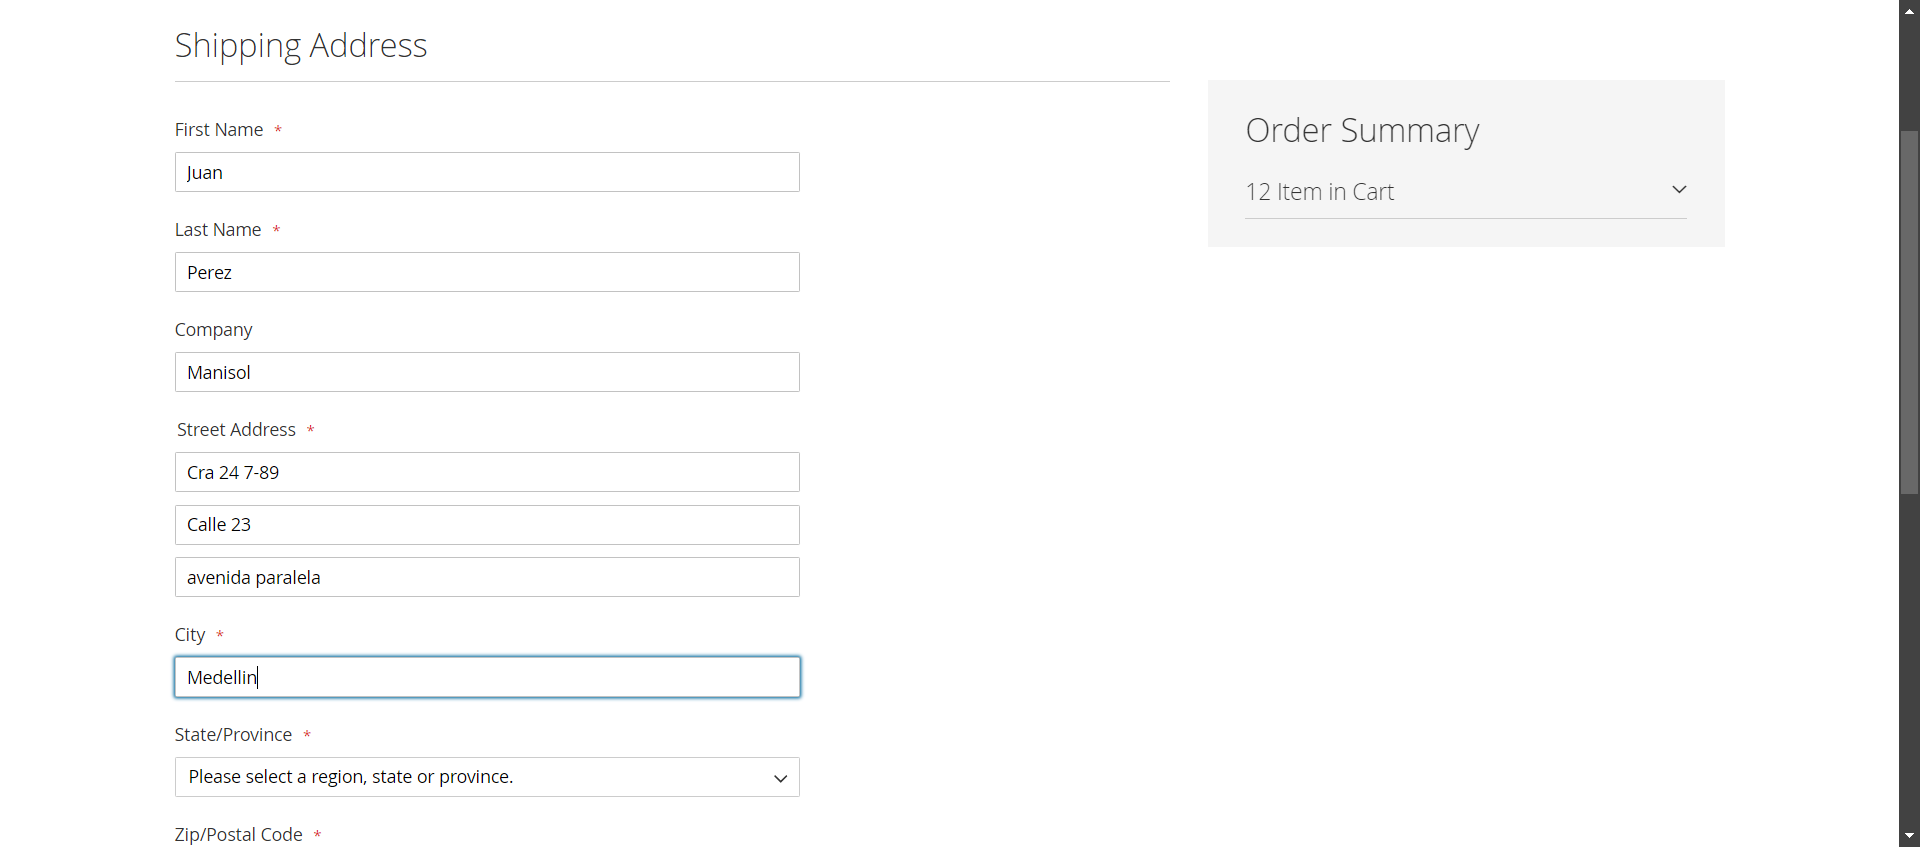 Shipping Address
First Name *
Juan
Last Name *
Perez
Company
Manisol
Street Address *
Cra 24 7-89
Calle 23
avenida paralela
City *
Medellin
State/Province *
Please select a region, state or province.
Zip/Postal Code *
Order Summary
12 Item in Cart